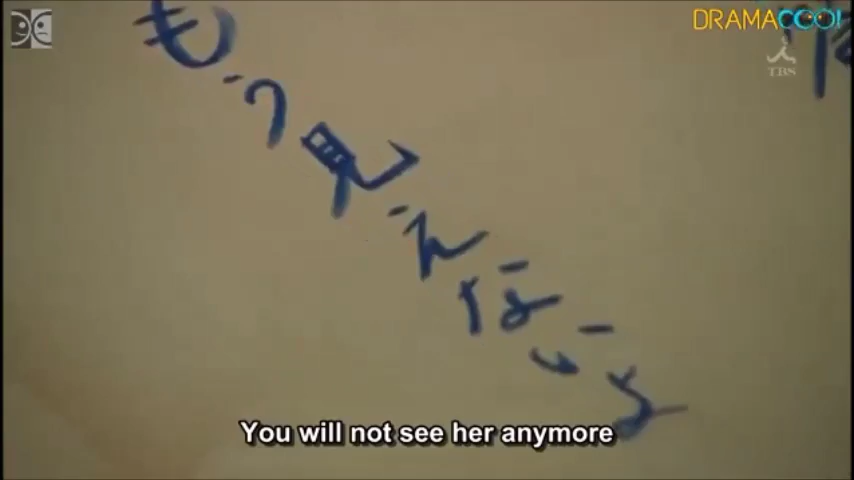 DRAMACOOL
TBS
もう見えないよ
You will not see her anymore